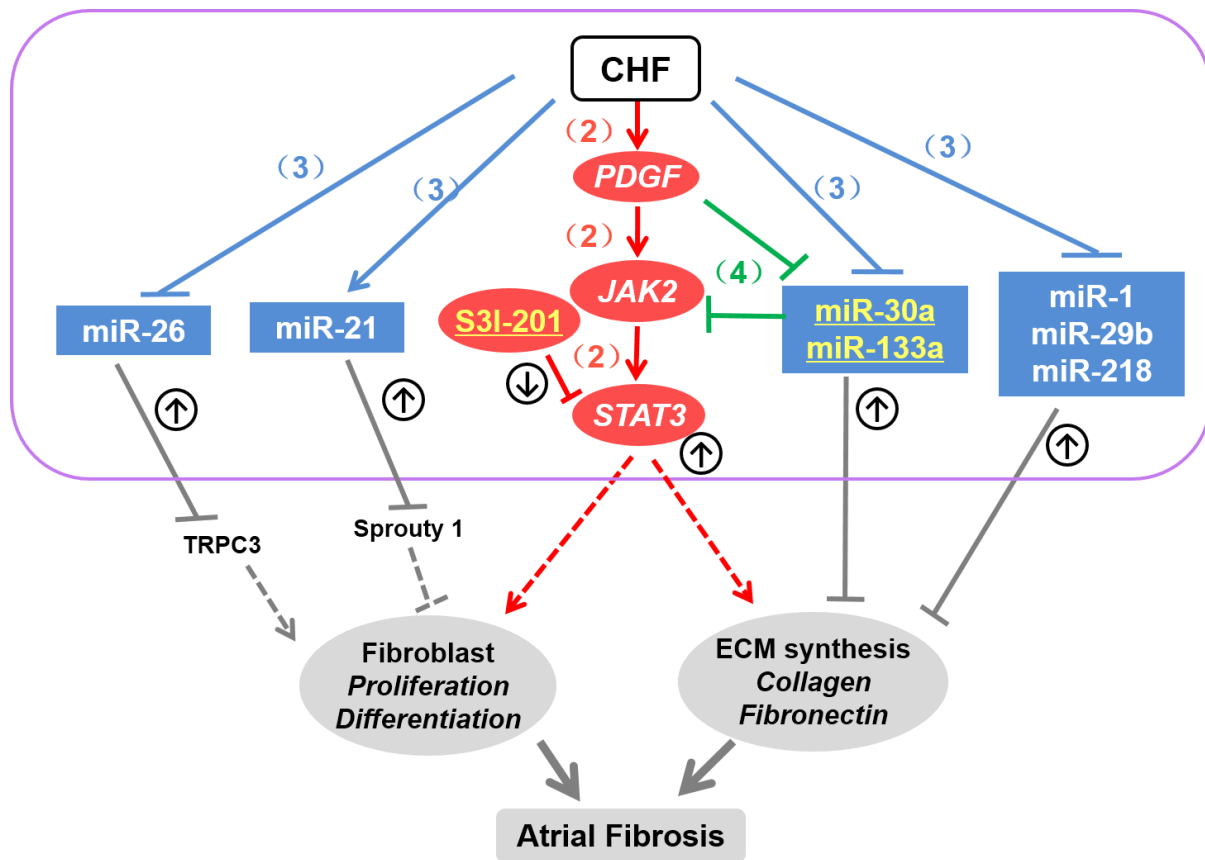 CHF
（2）
PDGF
（3）
（3）
（3）
（3）
（2）
（4）
JAK2
miR-26
miR-21
S3I-201
miR-30a
miR-133a
miR-1
miR-29b
miR-218
（2）
STAT3
TRPC3
Sprouty 1
Fibroblast
Proliferation
Differentiation
ECM synthesis
Collagen
Fibronectin
Atrial Fibrosis